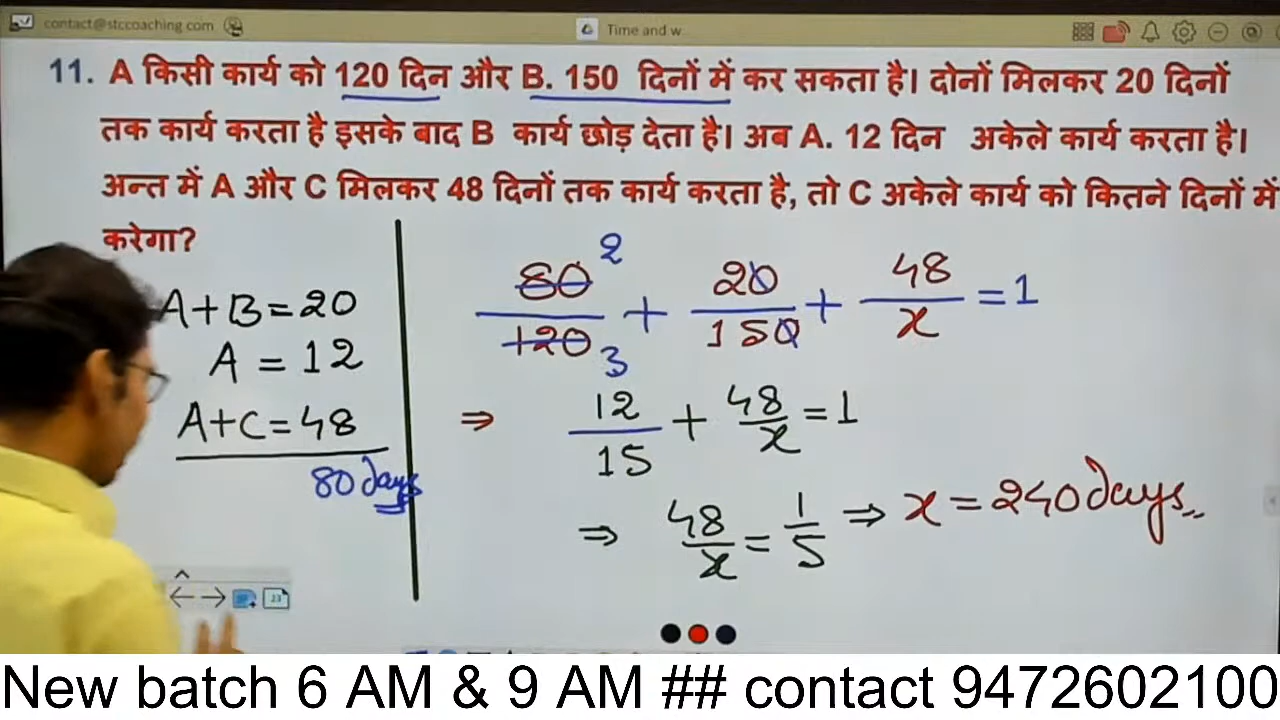 contact@stccoaching.com
Time and w
11. A किसी कार्य को 120 दिन और B. 150 दिनों में कर सकता है। दोनों मिलकर 20 दिनों
तक कार्य करता है इसके बाद B कार्य छोड़ देता है। अब A. 12 दिन अकेले कार्य करता है।
अन्त में A और C मिलकर 48 दिनों तक कार्य करता है, तो C अकेले कार्य को कितने दिनों में
करेगा?
A+B=20
A = 12
A+C=48
80 days
80/120 2/3 + 20/150 + 48/x = 1
⇒ 12/15 + 48/x = 1
⇒ 48/x = 1/5 ⇒ x = 240 days..
23
New batch 6 AM & 9 AM ## contact 9472602100